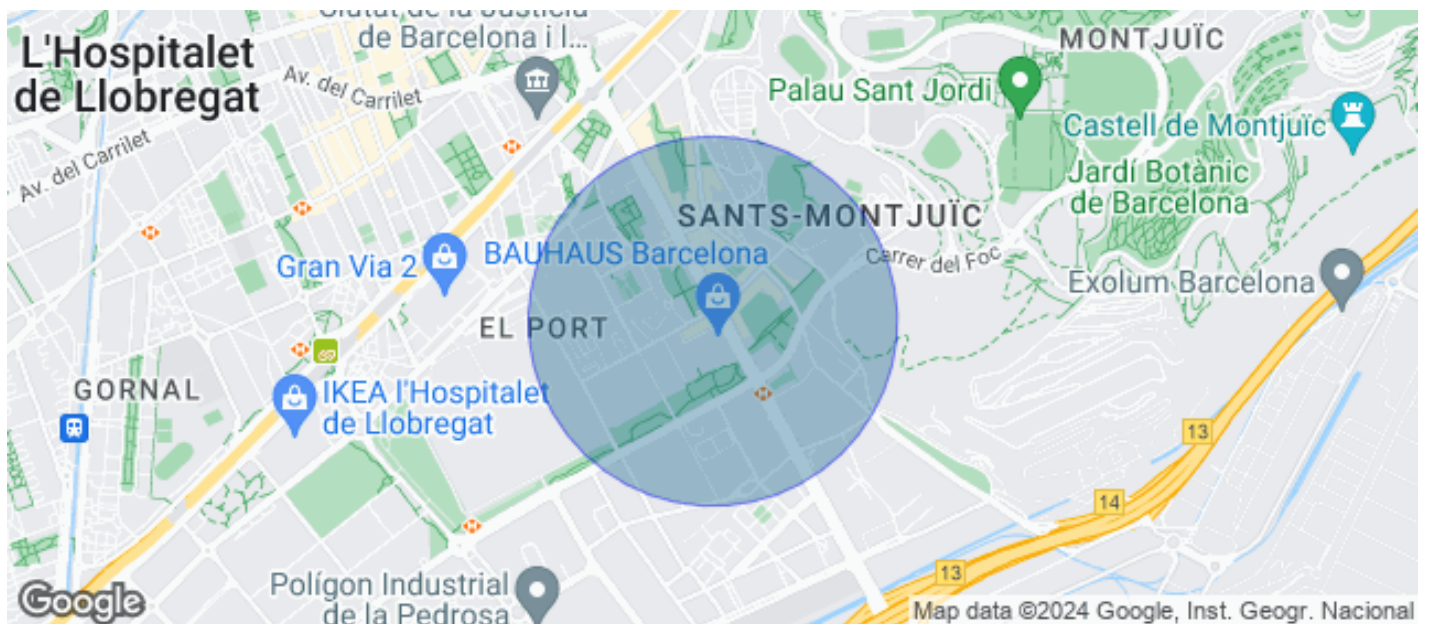 Ciutat de la Justícia
de Barcelona i l...
MONTJUÏC
L'Hospitalet
de Llobregat
Av. del Carrilet
Palau Sant Jordi
Castell de Montjuïc
Av. del Carrilet
Jardí Botànic
de Barcelona
SANTS-MONTJUÏC
BAUHAUS Barcelona
Carrer del Foc
Gran Via 2
Exolum Barcelona
EL PORT
GORNAL
IKEA l'Hospitalet
de Llobregat
13
14
13
Polígon Industrial
de la Pedrosa
Google
Map data ©2024 Google, Inst. Geogr. Nacional